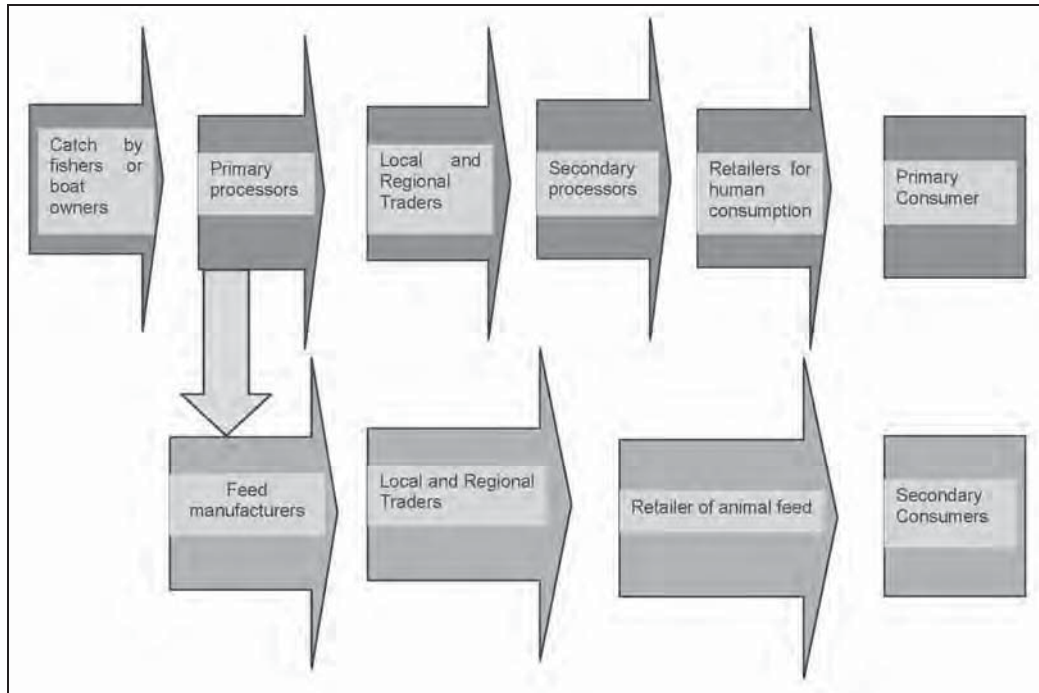 Catch by
fishers or
boat
owners
Primary
processors
Local and
Regional
Traders
Secondary
processors
Retailers for
human
consumption
Primary
Consumer
Feed
manufacturers
Local and Regional
Traders
Retailer of animal feed
Secondary
Consumers